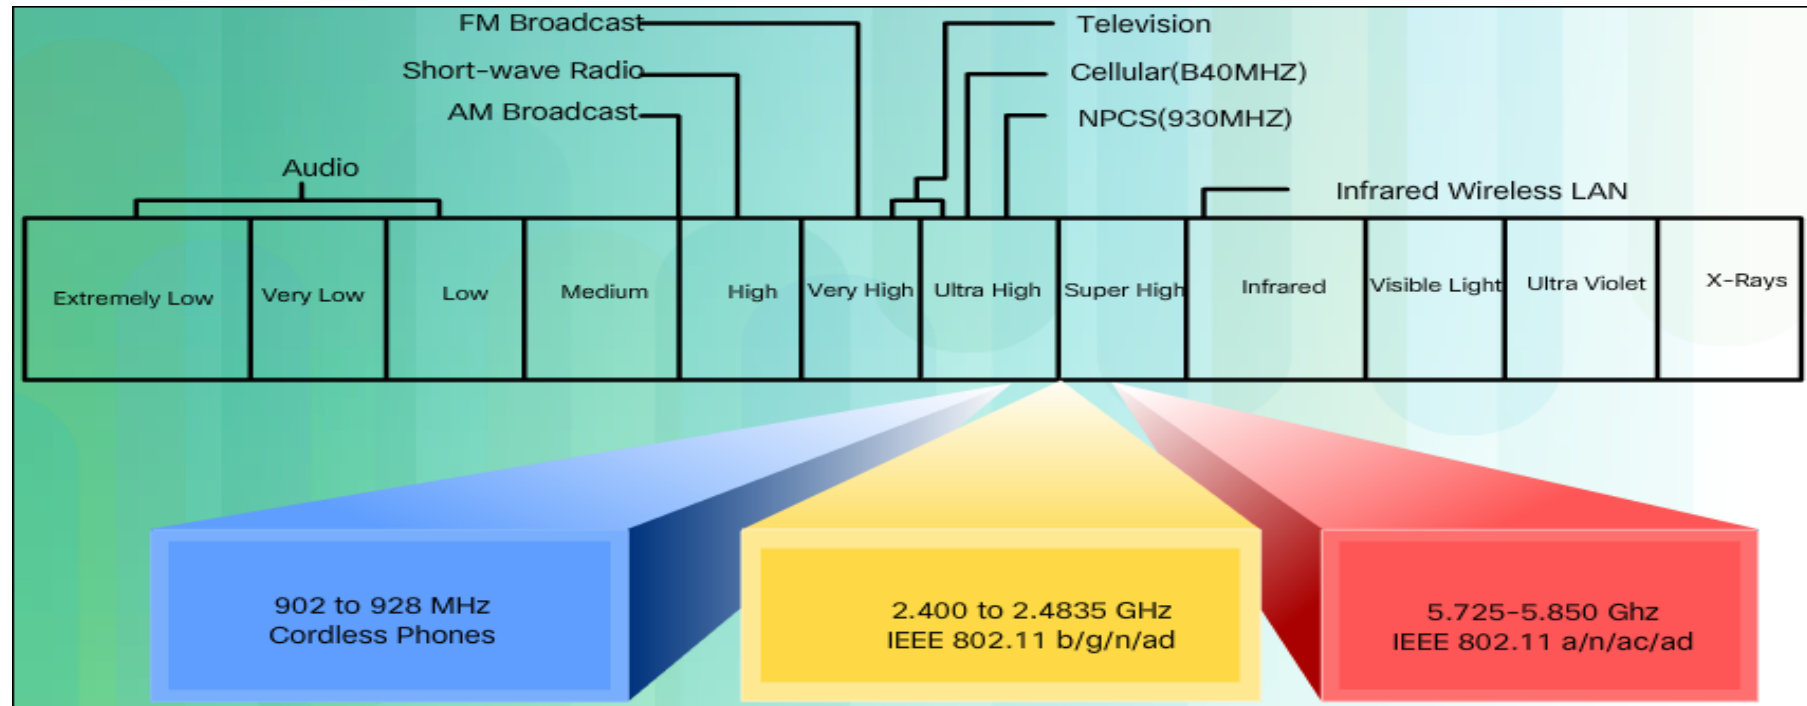 FM Broadcast
Television
Short-wave Radio
Cellular(B40MHZ)
AM Broadcast
NPCS(930MHZ)
Audio
Infrared Wireless LAN
Extremely Low
Very Low
Low
Medium
High
Very High
Ultra High
Super High
Infrared
Visible Light
Ultra Violet
X-Rays
902 to 928 MHz
Cordless Phones
2.400 to 2.4835 GHz
IEEE 802.11 b/g/n/ad
5.725-5.850 Ghz
IEEE 802.11 a/n/ac/ad